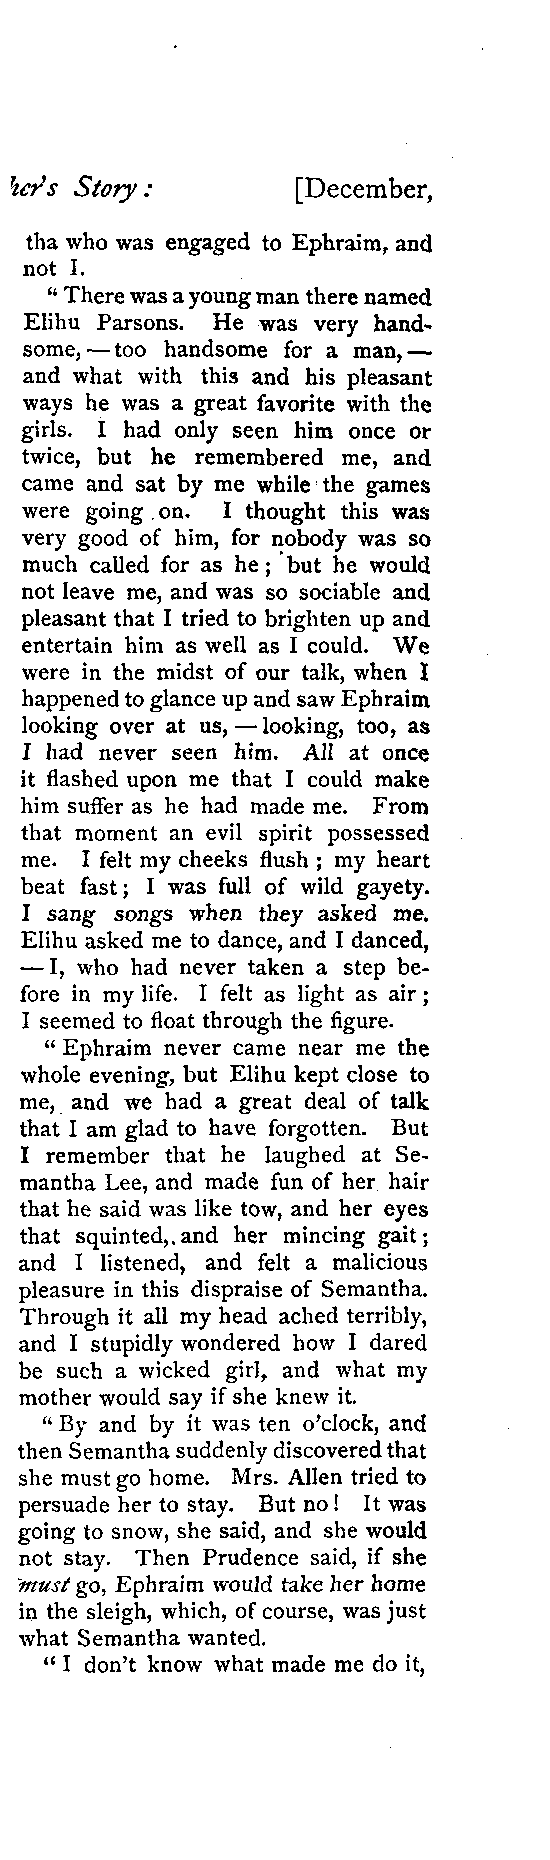 her's Story : [December,
tha who was engaged to Ephraim, and
not I.
“ There was a young man there named
Elihu Parsons. He was very hand-
some, — too handsome for a man, —
and what with this and his pleasant
ways he was a great favorite with the
girls. I had only seen him once or
twice, but he remembered me, and
came and sat by me while the games
were going on. I thought this was
very good of him, for nobody was so
much called for as he ; but he would
not leave me, and was so sociable and
pleasant that I tried to brighten up and
entertain him as well as I could. We
were in the midst of our talk, when I
happened to glance up and saw Ephraim
looking over at us, — looking, too, as
I had never seen him. All at once
it flashed upon me that I could make
him suffer as he had made me. From
that moment an evil spirit possessed
me. I felt my cheeks flush ; my heart
beat fast ; I was full of wild gayety.
I sang songs when they asked me.
Elihu asked me to dance, and I danced,
— I, who had never taken a step be-
fore in my life. I felt as light as air ;
I seemed to float through the figure.
“ Ephraim never came near me the
whole evening, but Elihu kept close to
me, and we had a great deal of talk
that I am glad to have forgotten. But
I remember that he laughed at Se-
mantha Lee, and made fun of her hair
that he said was like tow, and her eyes
that squinted, and her mincing gait ;
and I listened, and felt a malicious
pleasure in this dispraise of Semantha.
Through it all my head ached terribly,
and I stupidly wondered how I dared
be such a wicked girl, and what my
mother would say if she knew it.
“ By and by it was ten o'clock, and
then Semantha suddenly discovered that
she must go home. Mrs. Allen tried to
persuade her to stay. But no ! It was
going to snow, she said, and she would
not stay. Then Prudence said, if she
must go, Ephraim would take her home
in the sleigh, which, of course, was just
what Semantha wanted.
“ I don't know what made me do it,